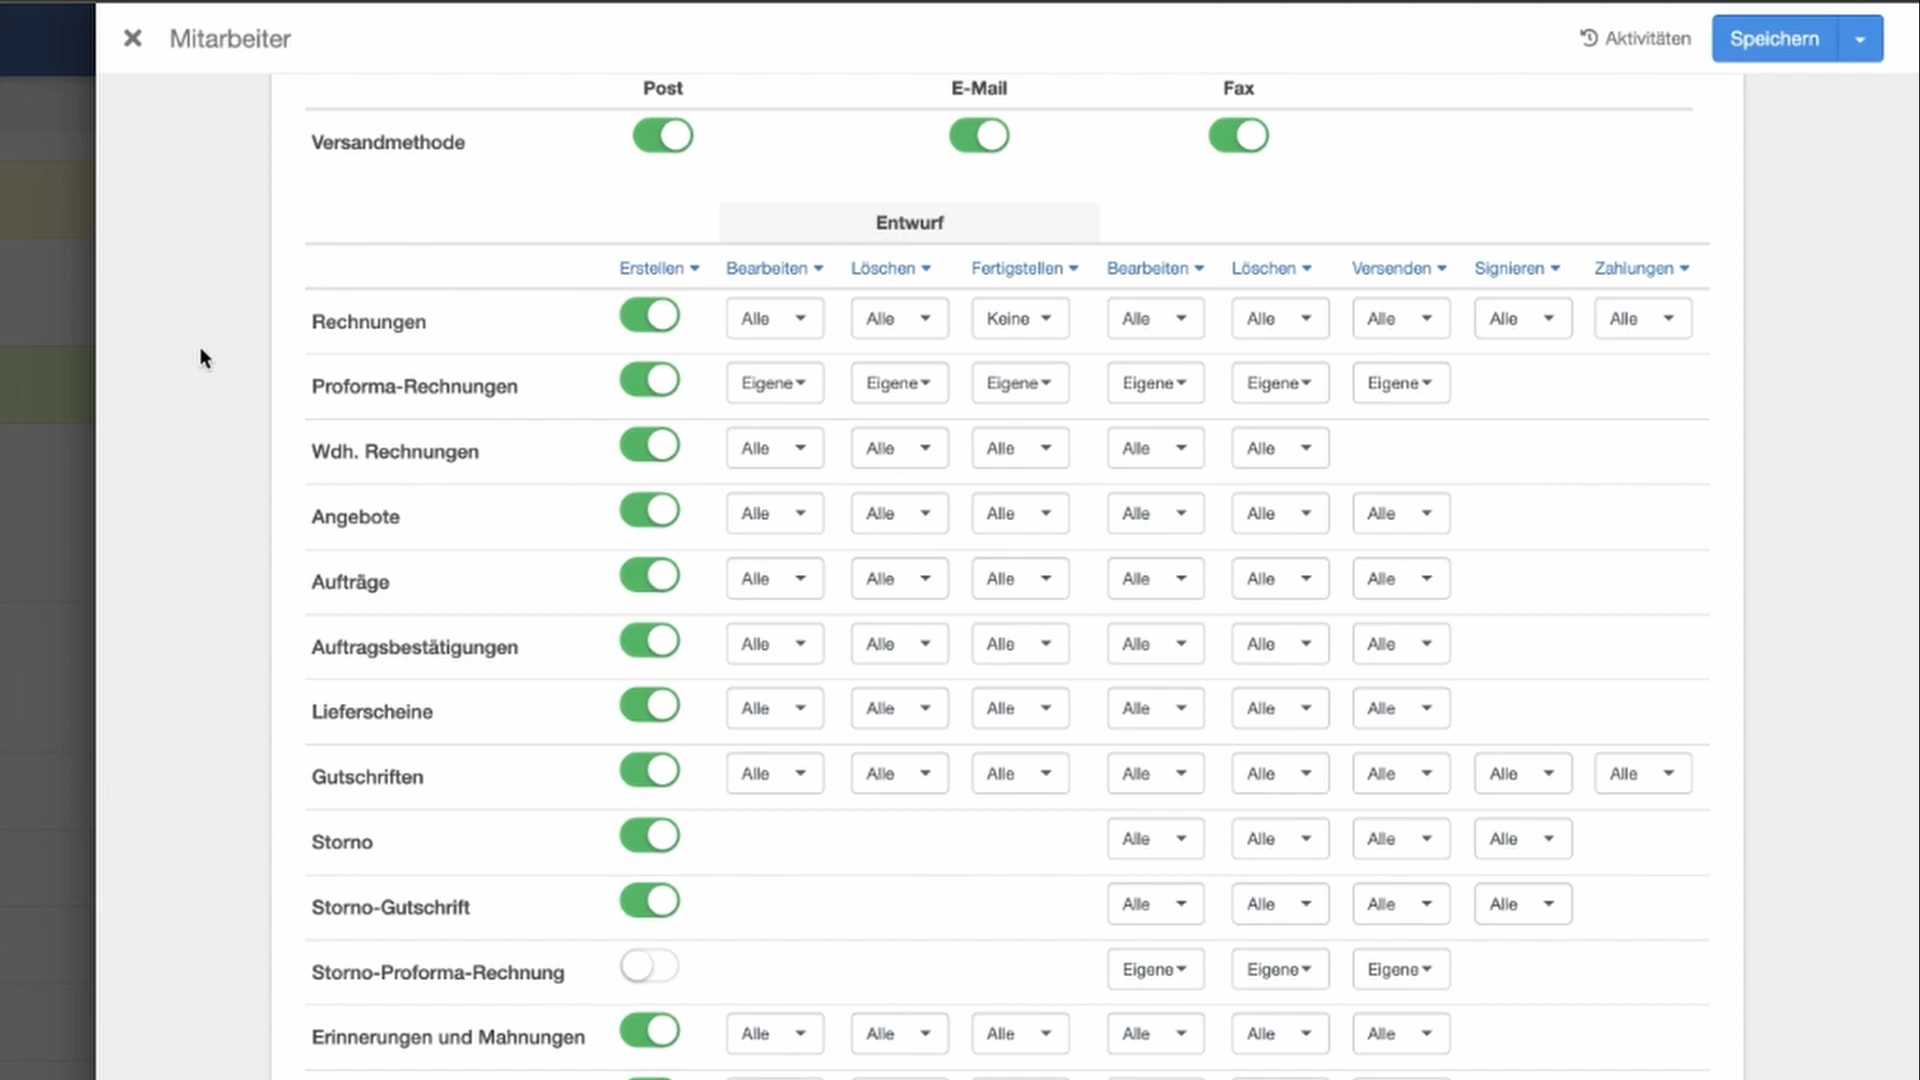 Mitarbeiter Aktivitäten Speichern
Post E-Mail Fax
Versandmethode
Entwurf
Erstellen Bearbeiten Löschen Fertigstellen Bearbeiten Löschen Versenden Signieren Zahlungen
Rechnungen Alle Alle Keine Alle Alle Alle Alle Alle
Proforma-Rechnungen Eigene Eigene Eigene Eigene Eigene Eigene
Wdh. Rechnungen Alle Alle Alle Alle Alle
Angebote Alle Alle Alle Alle Alle Alle
Aufträge Alle Alle Alle Alle Alle Alle
Auftragsbestätigungen Alle Alle Alle Alle Alle Alle
Lieferscheine Alle Alle Alle Alle Alle Alle
Gutschriften Alle Alle Alle Alle Alle Alle Alle Alle
Storno Alle Alle Alle Alle
Storno-Gutschrift Alle Alle Alle Alle
Storno-Proforma-Rechnung Eigene Eigene Eigene
Erinnerungen und Mahnungen Alle Alle Alle Alle Alle Alle